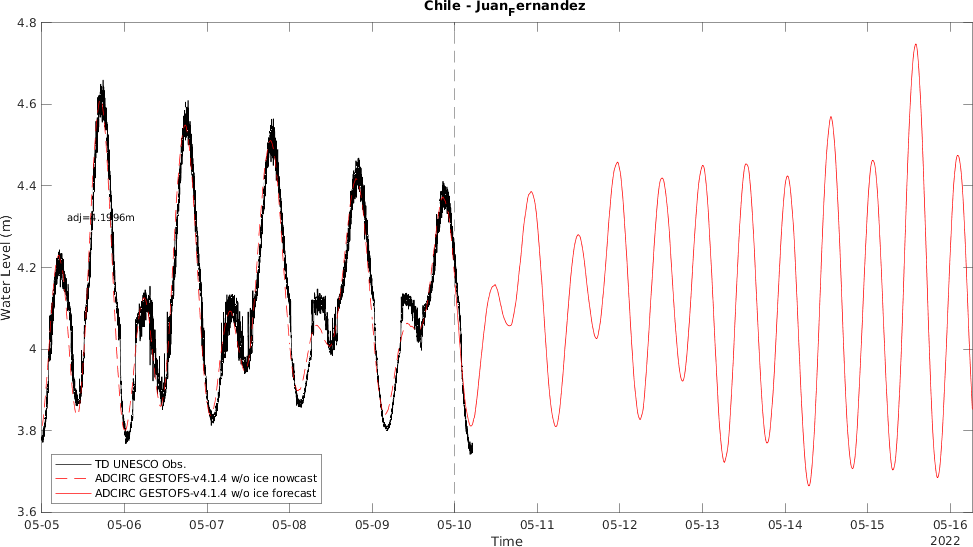 Chile - JuanFernandez
4.8
4.6
4.4
4.2
4
3.8
3.6
Water Level (m)
adj=4.1996m
TD UNESCO Obs.
ADCIRC GESTOFS-v4.1.4 w/o ice nowcast
ADCIRC GESTOFS-v4.1.4 w/o ice forecast
05-05 05-06 05-07 05-08 05-09 05-10 05-11 05-12 05-13 05-14 05-15 05-16
Time
2022